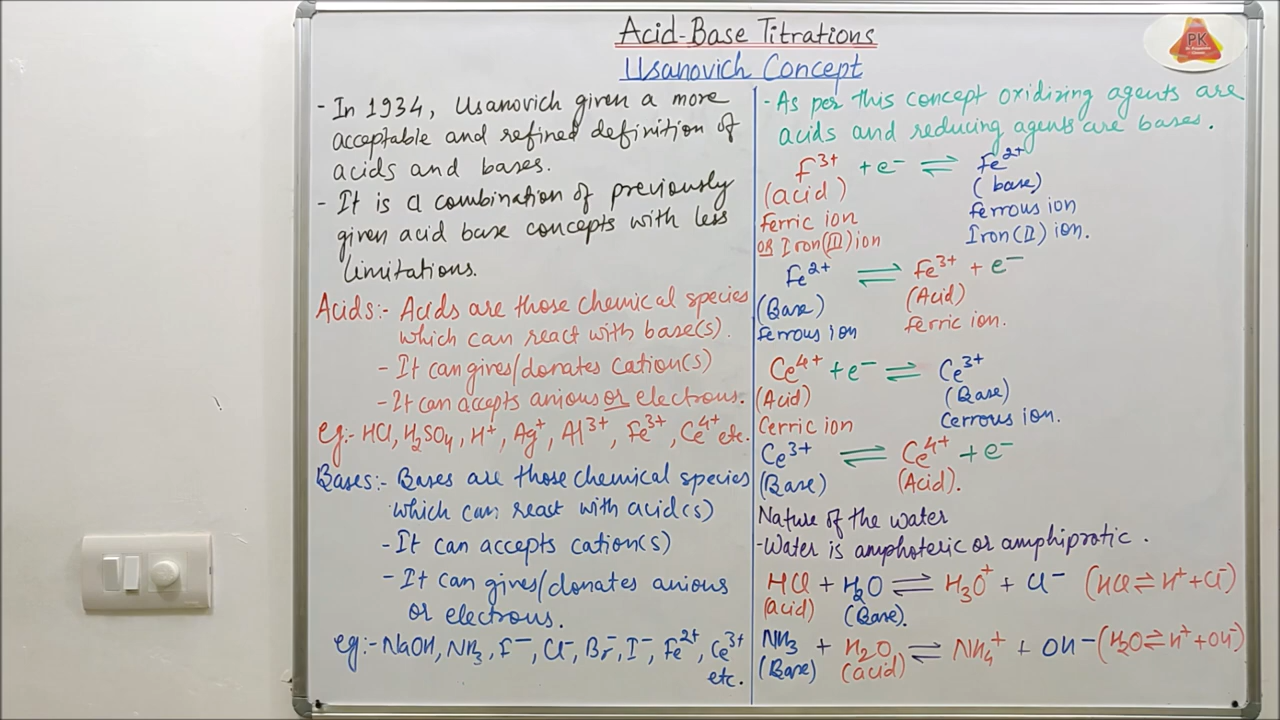 Acid-Base Titrations
Usanovich Concept
- In 1934, Usanovich given a more
acceptable and refined definition of
acids and bases.
- It is a combination of previously
given acid base concepts with less
limitations.
Acids:- Acids are those chemical species
which can react with base(s).
- It can gives/donates cation(s)
- It can accepts anions or electrons.
eg:- HCl, H₂SO₄, H⁺, Ag⁺, Al³⁺, Fe³⁺, Ce⁴⁺ etc.
Bases:- Bases are those chemical species
which can react with acid(s)
- It can accepts cation(s)
- It can gives/donates anions
or electrons.
eg:- NaOH, NH₃, F⁻, Cl⁻, Br⁻, I⁻, Fe²⁺, Ce³⁺
etc.
- As per this concept oxidizing agents are
acids and reducing agents are bases.
F³⁺ + e⁻ ⇌ Fe²⁺
(acid) (base)
ferric ion ferrous ion
or Iron(III) ion Iron(II) ion.
Fe²⁺ ⇌ Fe³⁺ + e⁻
(Base) (Acid)
ferrous ion ferric ion.
Ce⁴⁺ + e⁻ ⇌ Ce³⁺
(Acid) (Base)
Cerric ion Cerrous ion.
Ce³⁺ ⇌ Ce⁴⁺ + e⁻
(Base) (Acid).
Nature of the water
- Water is amphoteric or amphiprotic.
HCl + H₂O ⇌ H₃O⁺ + Cl⁻ (HCl ⇌ H⁺ + Cl⁻)
(acid) (Base).
NH₃ + H₂O ⇌ NH₄⁺ + OH⁻ (H₂O ⇌ H⁺ + OH⁻)
(Base) (acid)
PK